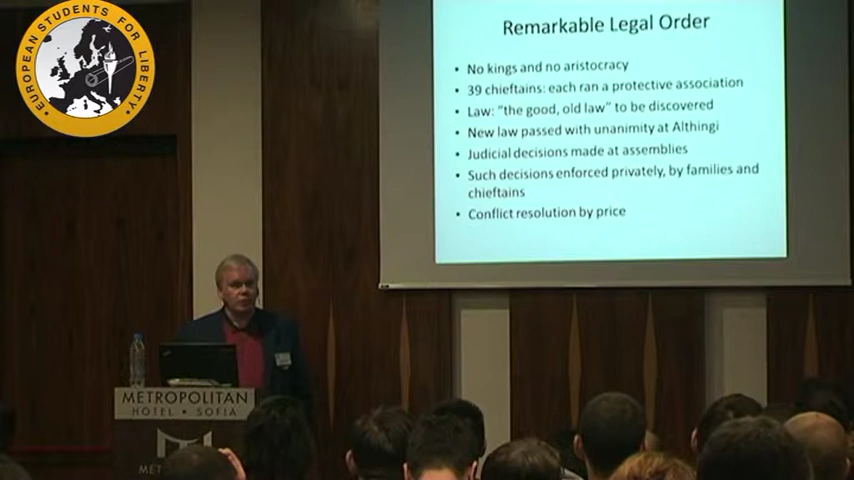 EUROPEAN STUDENTS FOR LIBERTY
Remarkable Legal Order
• No kings and no aristocracy
• 39 chieftains: each ran a protective association
• Law: "the good, old law" to be discovered
• New law passed with unanimity at Althingi
• Judicial decisions made at assemblies
• Such decisions enforced privately, by families and
chieftains
• Conflict resolution by price
METROPOLITAN
HOTEL • SOFIA
MET